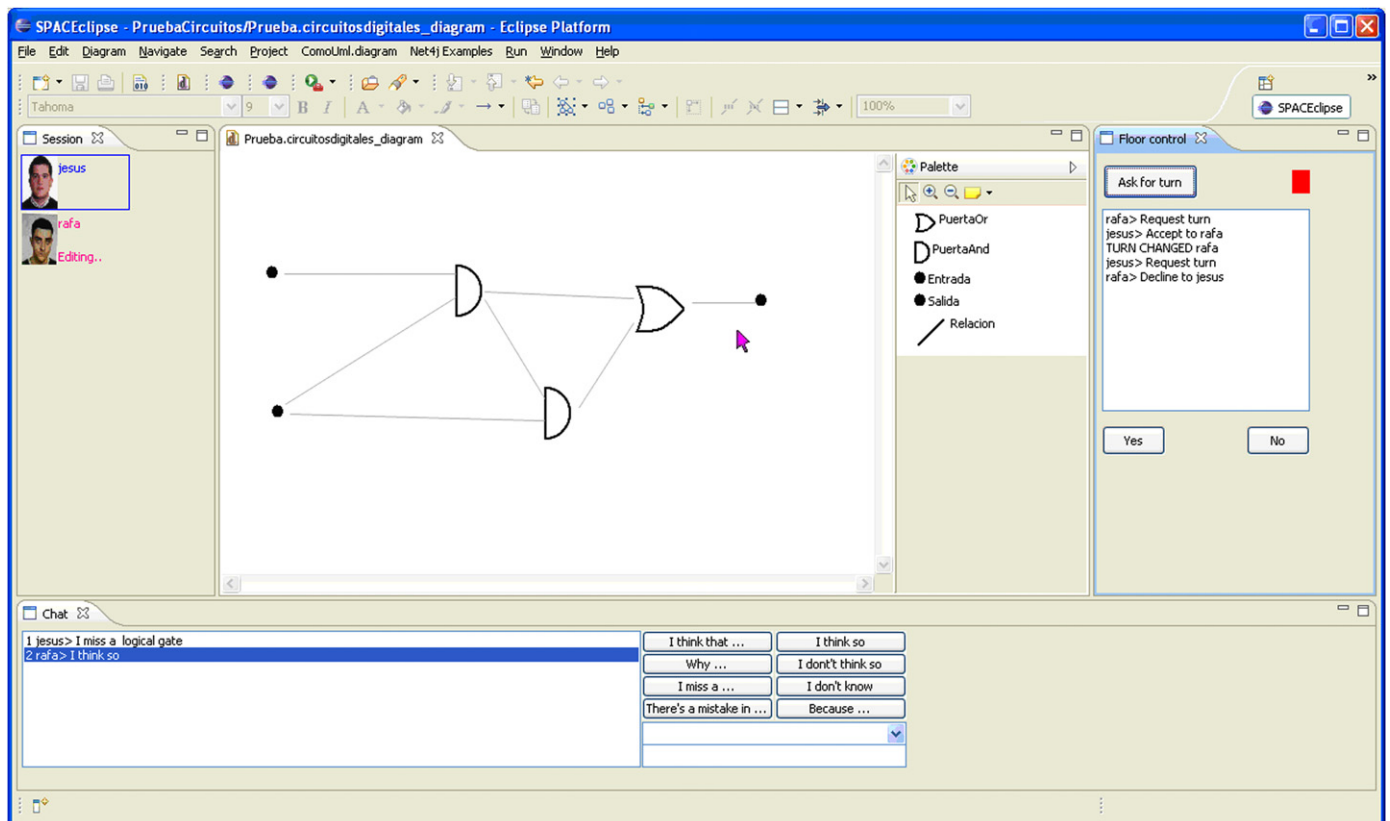 SPACEclipse - PruebaCircuitos/Prueba.circuitosdigitales_diagram - Eclipse Platform
File Edit Diagram Navigate Search Project ComoUml.diagram Net4j Examples Run Window Help
Tahoma 9 B I A 100%
» SPACEclipse
Session
jesus
rafa
Editing..
Prueba.circuitosdigitales_diagram
Palette
PuertaOr
PuertaAnd
Entrada
Salida
Relacion
Floor control
Ask for turn
rafa> Request turn
jesus> Accept to rafa
TURN CHANGED rafa
jesus> Request turn
rafa> Decline to jesus
Yes No
Chat
1 jesus> I miss a logical gate
2 rafa> I think so
I think that ... I think so
Why ... I dont't think so
I miss a ... I don't know
There's a mistake in ... Because ...